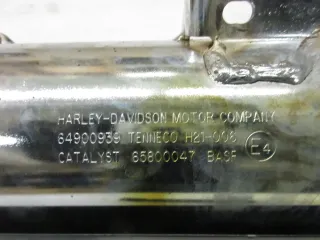 HARLEY-DAVIDSON MOTOR COMPANY
64900939 TENNECO H21-008
CATALYST 65800047 BASF E4